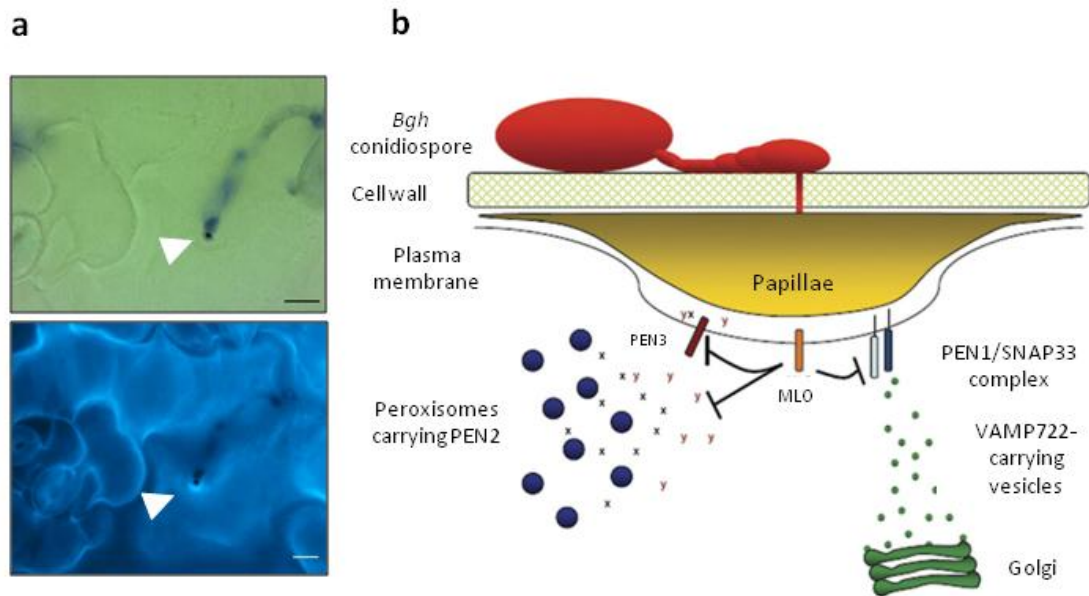 a
b
Bgh
conidiospore
Cell wall
Plasma
membrane
Papillae
yx
y
PEN3
MLO
PEN1/SNAP33
complex
Peroxisomes
carrying PEN2
x
x y y
x x y
x x x
y y
x
x y
x
VAMP722-
carrying
vesicles
Golgi